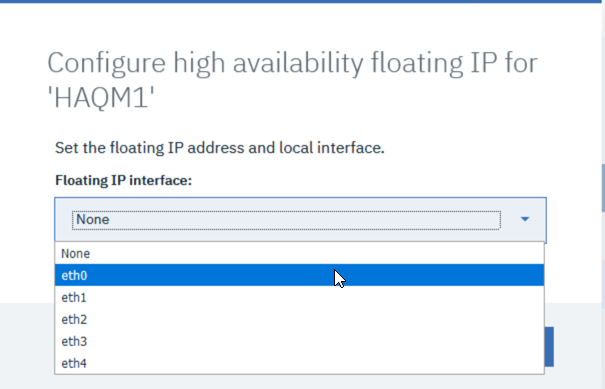 Configure high availability floating IP for
'HAQM1'
Set the floating IP address and local interface.
Floating IP interface:
None
None
eth0
eth1
eth2
eth3
eth4